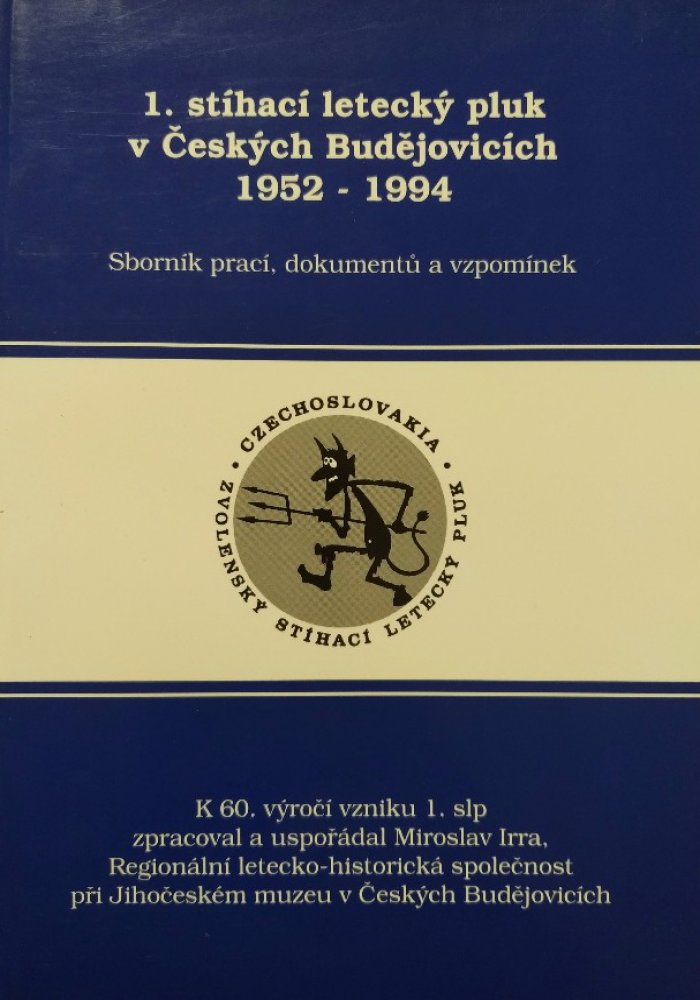 1. stíhací letecký pluk
v Českých Budějovicích
1952 - 1994
Sborník prací, dokumentů a vzpomínek
• CZECHOSLOVAKIA •
ZVOLENSKÝ STÍHACÍ LETECKÝ PLUK
K 60. výročí vzniku 1. slp
zpracoval a uspořádal Miroslav Irra,
Regionální letecko-historická společnost
při Jihočeském muzeu v Českých Budějovicích